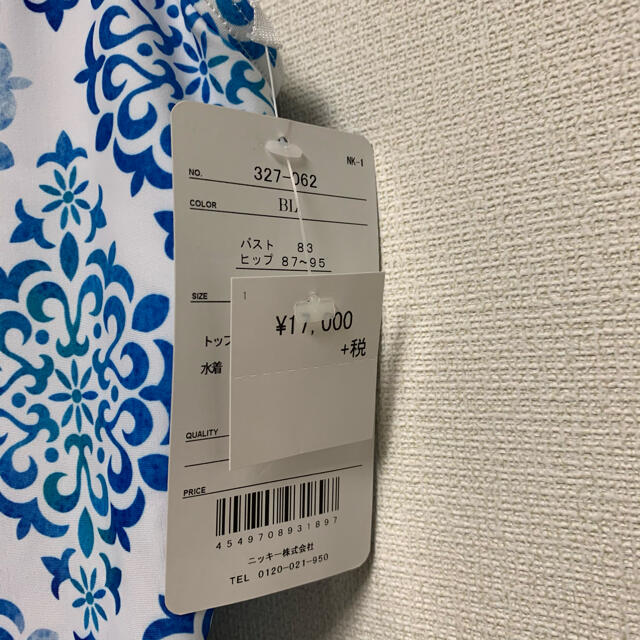 NK-1
NO. 327-062
COLOR BL
バスト 83
ヒップ 87~95
SIZE
1
¥17,000
+税
トップ
水着
QUALITY
PRICE
4549708931897
ニッキー株式会社
TEL 0120-021-950